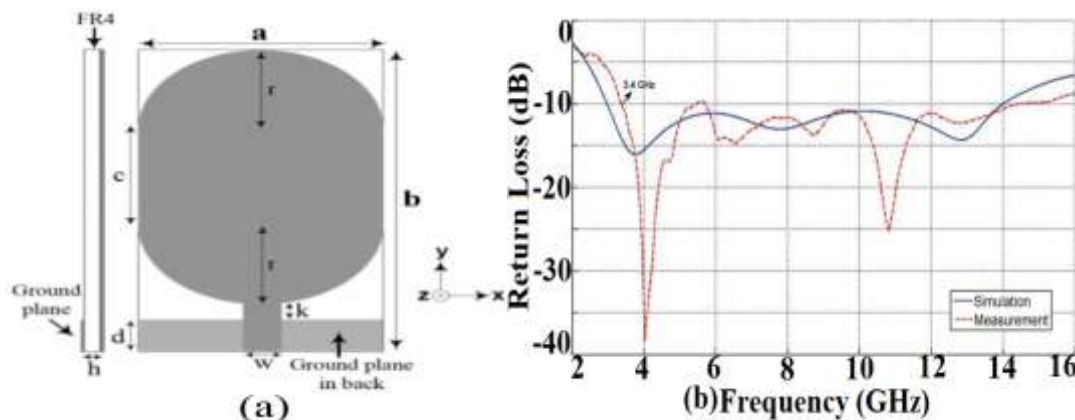 FR4
a
r
c
b
r
y
z
x
Ground
plane
k
d
h
w
Ground plane
in back
(a)
Return Loss (dB)
0
-10
-20
-30
-40
3.4 GHz
Simulation
Measurement
2 4 6 8 10 12 14 16
(b)Frequency (GHz)